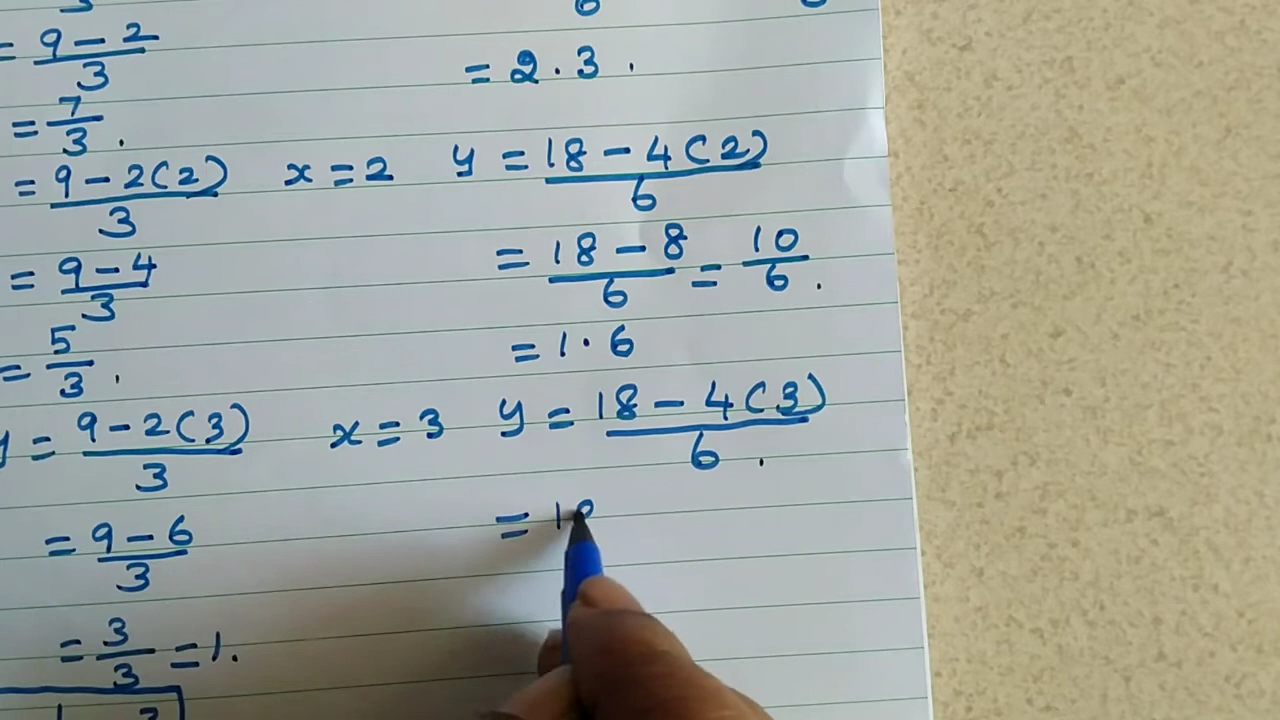 = 9 - 2 / 3
= 2.3.
= 7/3.
= 9 - 2(2) / 3 x = 2 y = 18 - 4(2) / 6
= 9 - 4 / 3 = 18 - 8 / 6 = 10/6.
= 5/3. = 1.6
y = 9 - 2(3) / 3 x = 3 y = 18 - 4(3) / 6.
= 9 - 6 / 3 = 18
= 3/3 = 1.